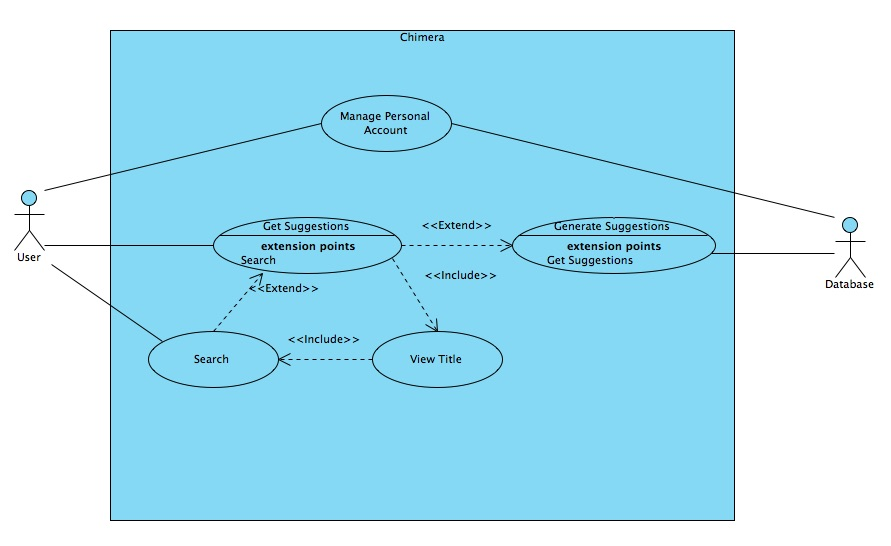 Chimera
Manage Personal
Account
Get Suggestions
extension points
Search
<<Extend>>
Generate Suggestions
extension points
Get Suggestions
User
Database
<<Include>>
<<Extend>>
<<Include>>
Search
View Title